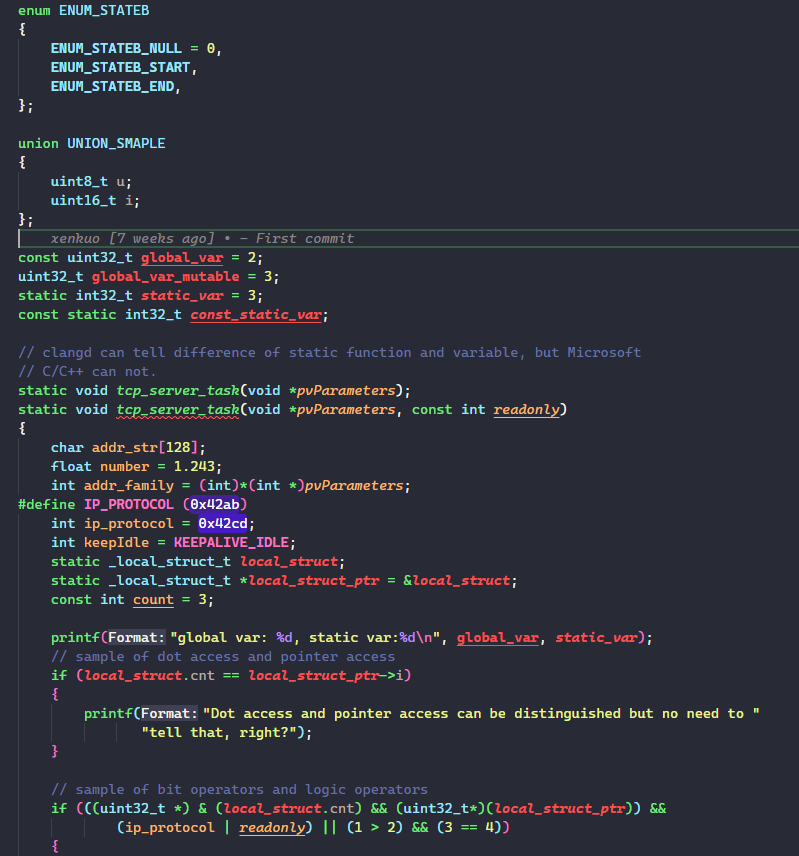 enum ENUM_STATEB
{
    ENUM_STATEB_NULL = 0,
    ENUM_STATEB_START,
    ENUM_STATEB_END,
};

union UNION_SMAPLE
{
    uint8_t u;
    uint16_t i;
};
    xenkuo [7 weeks ago] • - First commit
const uint32_t global_var = 2;
uint32_t global_var_mutable = 3;
static int32_t static_var = 3;
const static int32_t const_static_var;

// clangd can tell difference of static function and variable, but Microsoft
// C/C++ can not.
static void tcp_server_task(void *pvParameters);
static void tcp_server_task(void *pvParameters, const int readonly)
{
    char addr_str[128];
    float number = 1.243;
    int addr_family = (int)*(int *)pvParameters;
#define IP_PROTOCOL (0x42ab)
    int ip_protocol = 0x42cd;
    int keepIdle = KEEPALIVE_IDLE;
    static _local_struct_t local_struct;
    static _local_struct_t *local_struct_ptr = &local_struct;
    const int count = 3;

    printf(Format: "global var: %d, static var:%d\n", global_var, static_var);
    // sample of dot access and pointer access
    if (local_struct.cnt == local_struct_ptr->i)
    {
        printf(Format: "Dot access and pointer access can be distinguished but no need to "
               "tell that, right?");
    }

    // sample of bit operators and logic operators
    if (((uint32_t *) & (local_struct.cnt) && (uint32_t*)(local_struct_ptr)) &&
            (ip_protocol | readonly) || (1 > 2) && (3 == 4))
    {